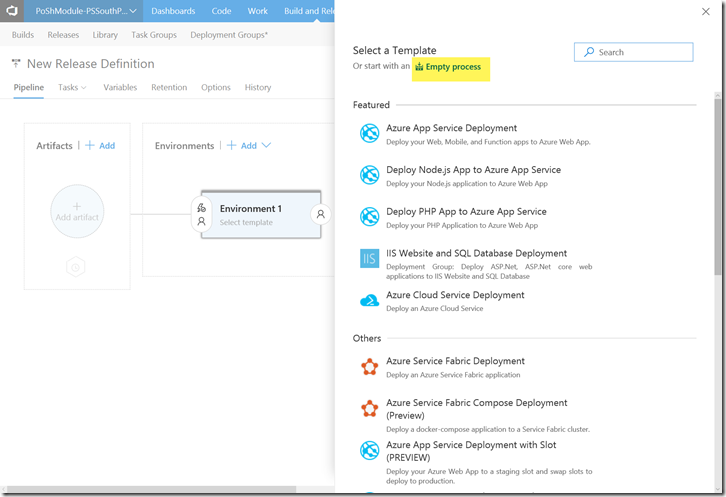 PoShModule-PSSouthP...
Dashboards
Code
Work
Build and Rele
Builds
Releases
Library
Task Groups
Deployment Groups*
New Release Definition
Pipeline
Tasks
Variables
Retention
Options
History
Artifacts
Add
Environments
Add
Add artifact
Environment 1
Select template
Select a Template
Or start with an Empty process
Search
Featured
Azure App Service Deployment
Deploy your Web, Mobile, and Function apps to Azure Web App.
Deploy Node.js App to Azure App Service
Deploy your Node.js application to Azure Web App
Deploy PHP App to Azure App Service
Deploy your PHP Application to Azure Web App
IIS
IIS Website and SQL Database Deployment
Deployment Group: Deploy ASP.Net, ASP.Net core web
applications to IIS Website and SQL Database
Azure Cloud Service Deployment
Deploy an Azure Cloud Service
Others
Azure Service Fabric Deployment
Deploy an Azure Service Fabric application
Azure Service Fabric Compose Deployment
(Preview)
Deploy a docker-compose application to a Service Fabric cluster.
Azure App Service Deployment with Slot
(PREVIEW)
Deploy your Azure Web App to a staging slot and swap slots to
deploy to production.